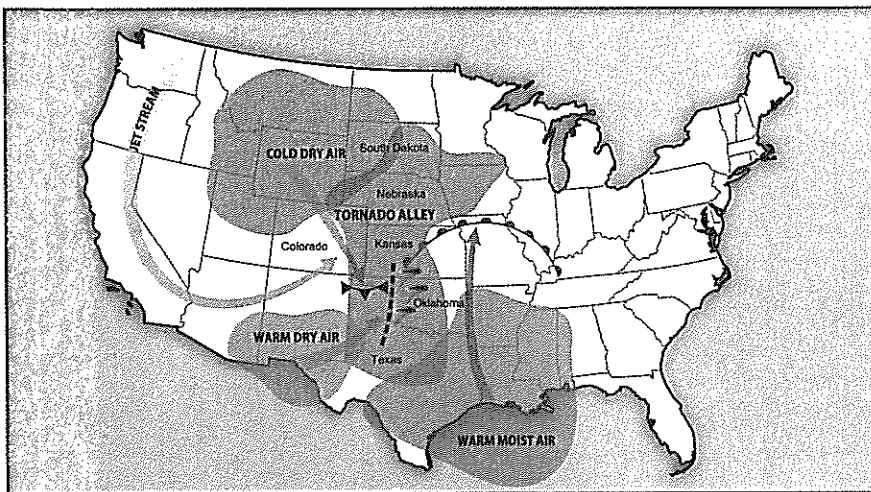 JET STREAM
COLD DRY AIR
South Dakota
Nebraska
TORNADO ALLEY
Colorado
Kansas
Oklahoma
WARM DRY AIR
Texas
WARM MOIST AIR